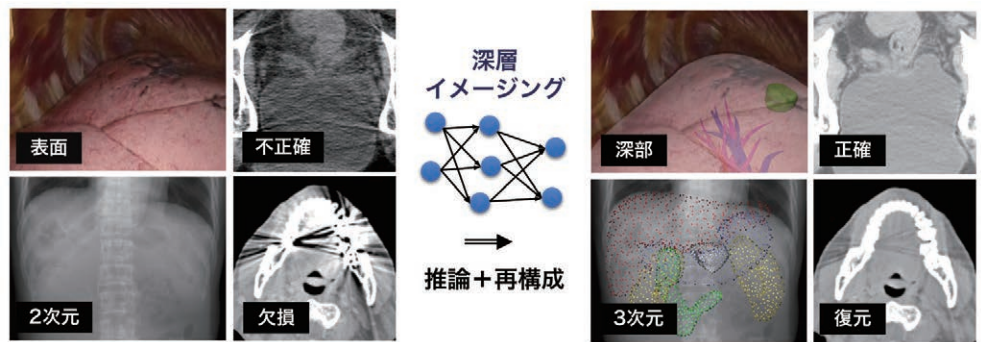 表面
不正確
2次元
欠損
深層
イメージング
推論+再構成
深部
正確
3次元
復元